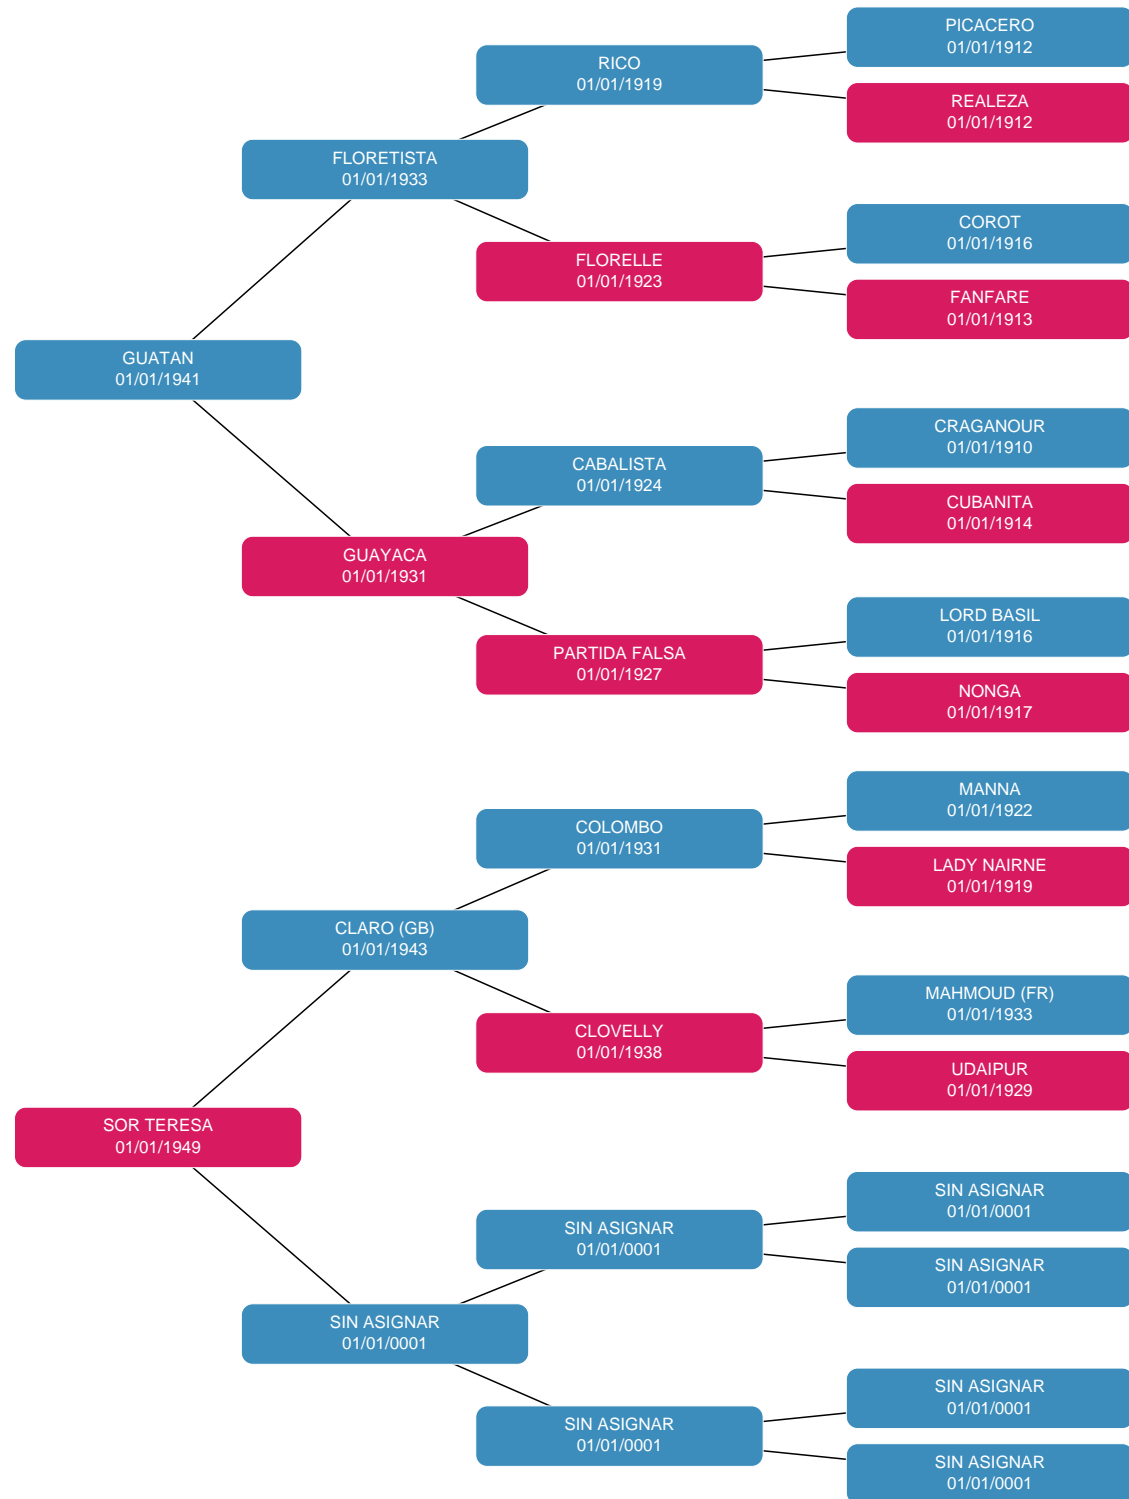 PICACERO
01/01/1912
RICO
01/01/1919
REALEZA
01/01/1912
FLORETISTA
01/01/1933
COROT
01/01/1916
FLORELLE
01/01/1923
FANFARE
01/01/1913
GUATAN
01/01/1941
CRAGANOUR
01/01/1910
CABALISTA
01/01/1924
CUBANITA
01/01/1914
GUAYACA
01/01/1931
LORD BASIL
01/01/1916
PARTIDA FALSA
01/01/1927
NONGA
01/01/1917
MANNA
01/01/1922
COLOMBO
01/01/1931
LADY NAIRNE
01/01/1919
CLARO (GB)
01/01/1943
MAHMOUD (FR)
01/01/1933
CLOVELLY
01/01/1938
UDAIPUR
01/01/1929
SOR TERESA
01/01/1949
SIN ASIGNAR
01/01/0001
SIN ASIGNAR
01/01/0001
SIN ASIGNAR
01/01/0001
SIN ASIGNAR
01/01/0001
SIN ASIGNAR
01/01/0001
SIN ASIGNAR
01/01/0001
SIN ASIGNAR
01/01/0001